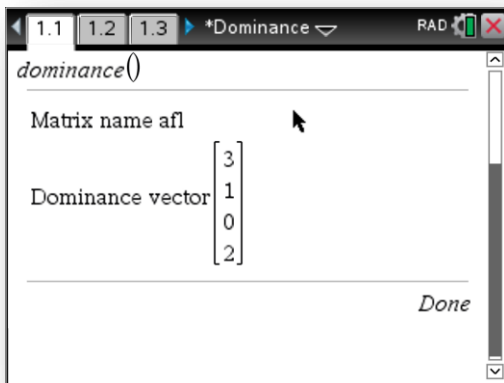 1.1 1.2 1.3 *Dominance RAD
dominance()
Matrix name afl
Dominance vector [3
1
0
2]
Done